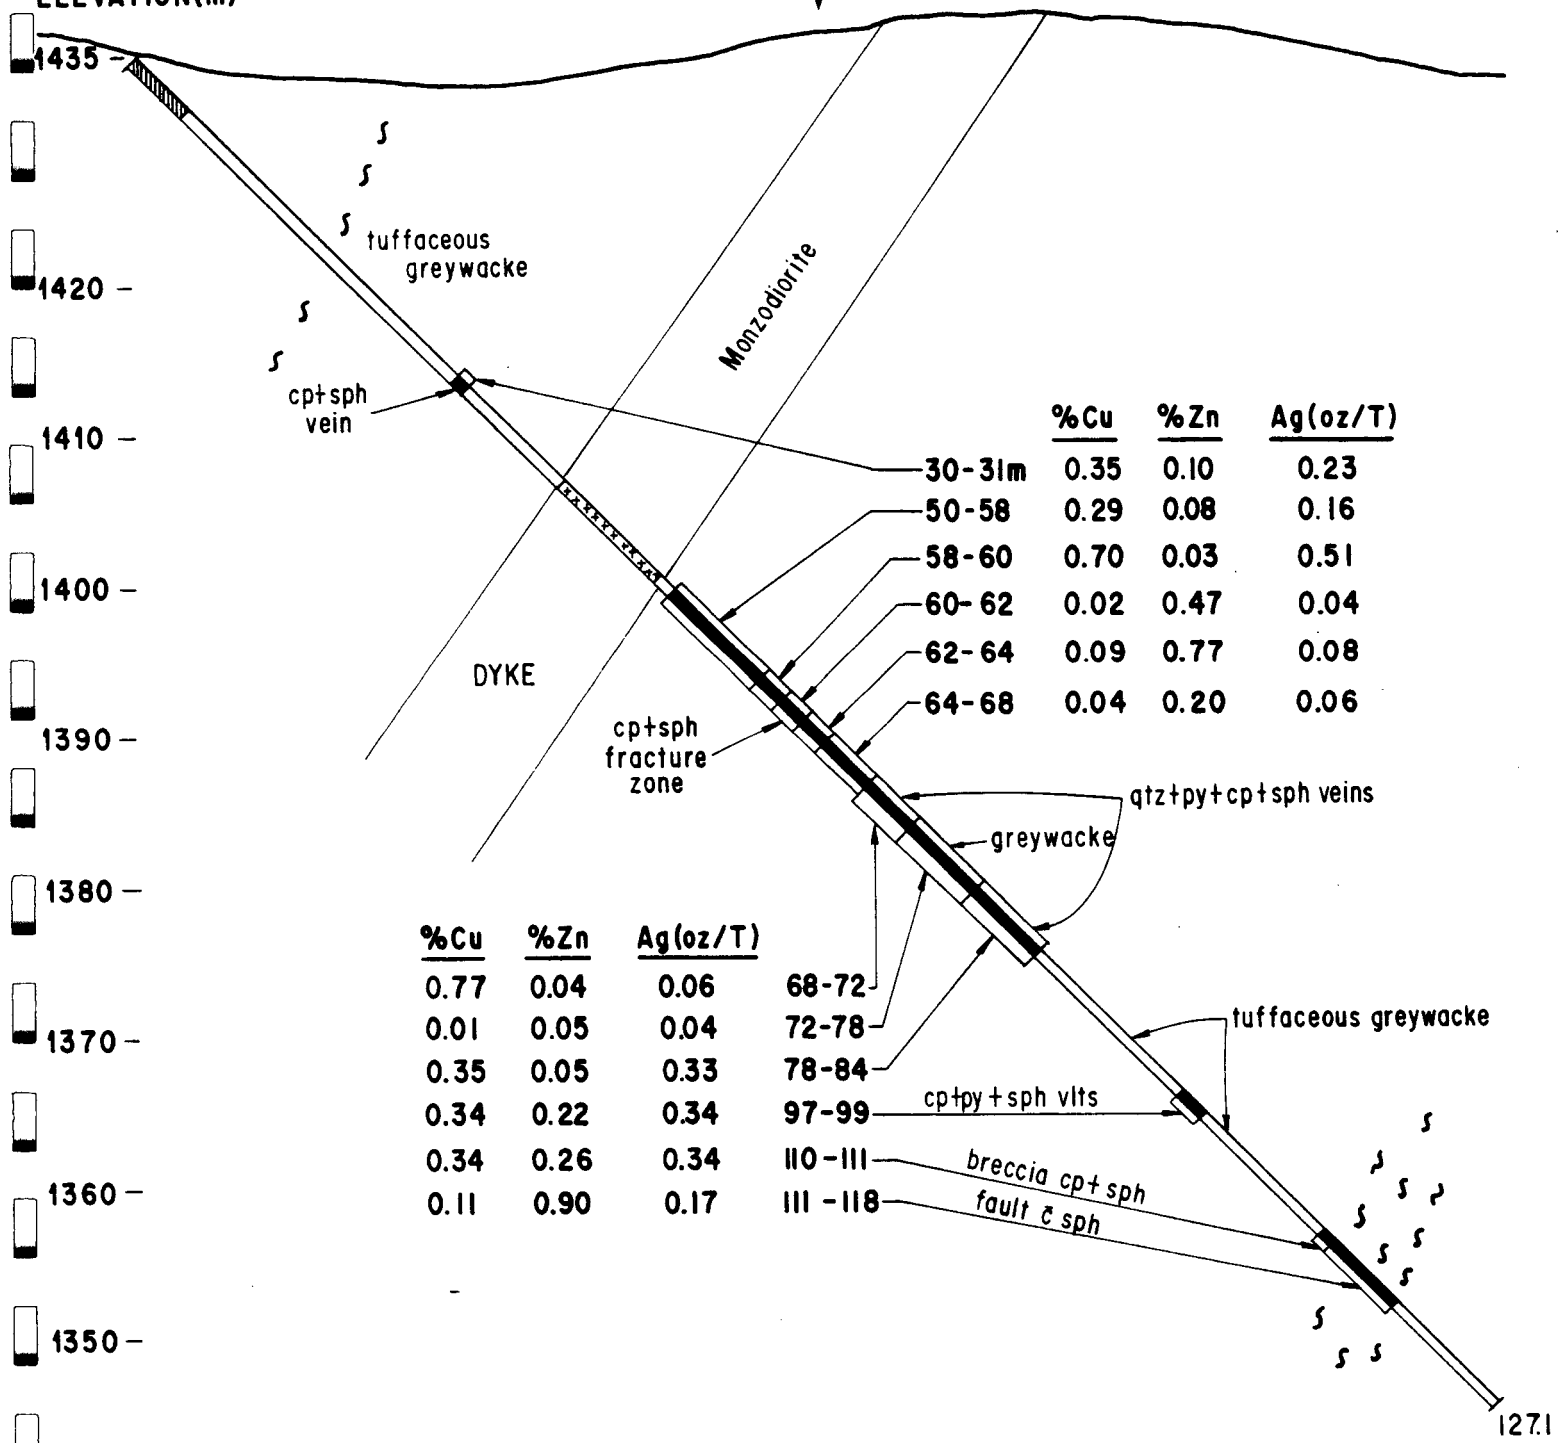 ELEVATION(m)
1435 -
1420 -
1410 -
1400 -
1390 -
1380 -
1370 -
1360 -
1350 -
tuffaceous
greywacke
cp+sph
vein
Monzodiorite
DYKE
cp+sph
fracture
zone
%Cu %Zn Ag(oz/T)
30-31m 0.35 0.10 0.23
50-58 0.29 0.08 0.16
58-60 0.70 0.03 0.51
60-62 0.02 0.47 0.04
62-64 0.09 0.77 0.08
64-68 0.04 0.20 0.06
qtz+py+cp+sph veins
greywacke
%Cu %Zn Ag(oz/T)
0.77 0.04 0.06 68-72
0.01 0.05 0.04 72-78
0.35 0.05 0.33 78-84
0.34 0.22 0.34 97-99
0.34 0.26 0.34 110-111
0.11 0.90 0.17 111-118
tuffaceous greywacke
cp+py+sph vlts
breccia cp+sph
fault c̄ sph
127.1